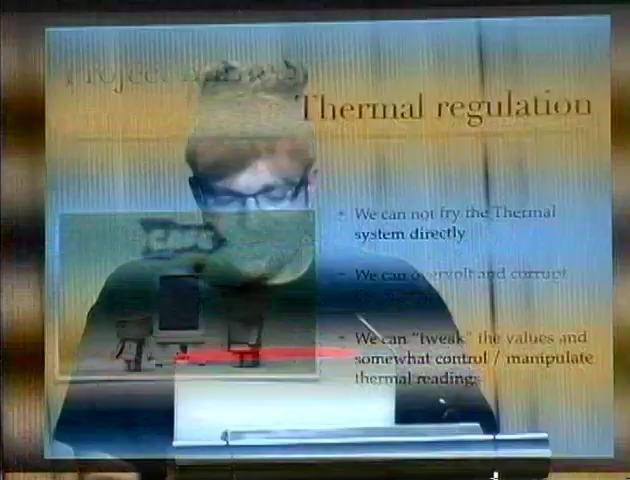 Project
Thermal regulation
We can not fry the Thermal
system directly
We can overvolt and corrupt
We can "tweak" the values and
somewhat control / manipulate
thermal readings